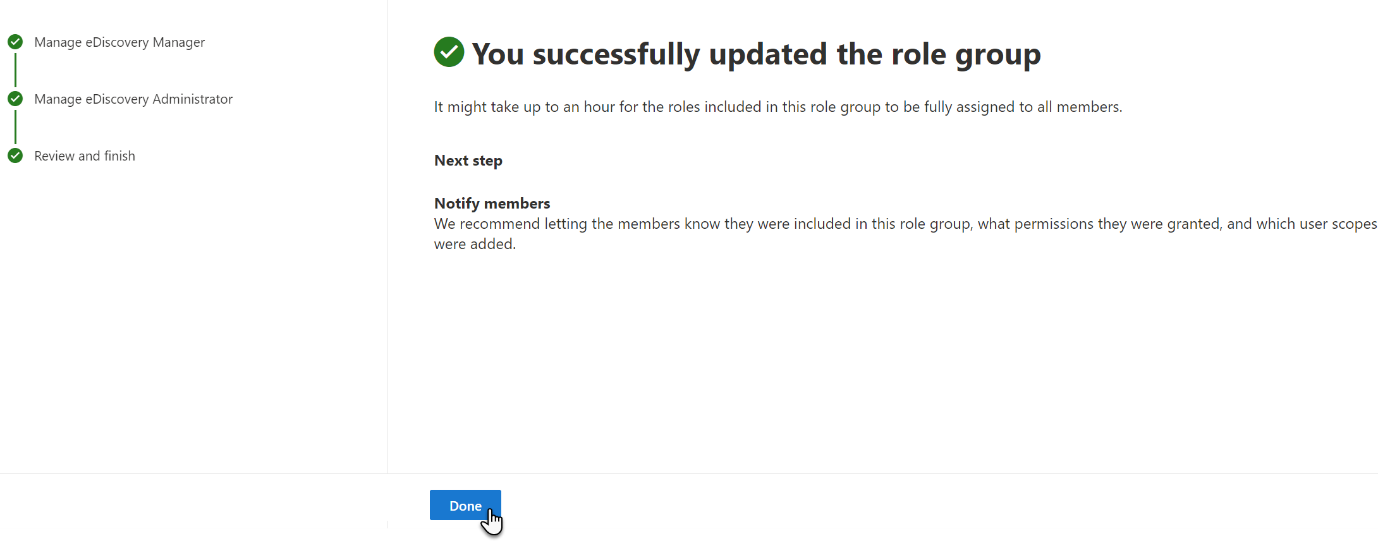 Manage eDiscovery Manager
Manage eDiscovery Administrator
Review and finish
You successfully updated the role group
It might take up to an hour for the roles included in this role group to be fully assigned to all members.
Next step
Notify members
We recommend letting the members know they were included in this role group, what permissions they were granted, and which user scopes
were added.
Done